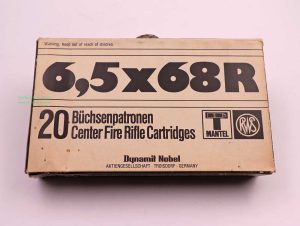 Warning: Keep out of reach of children
6,5x68R
20 Büchsenpatronen
Center Fire Rifle Cartridges
T
MANTEL
RWS
Dynamit Nobel
AKTIENGESELLSCHAFT · TROISDORF · GERMANY